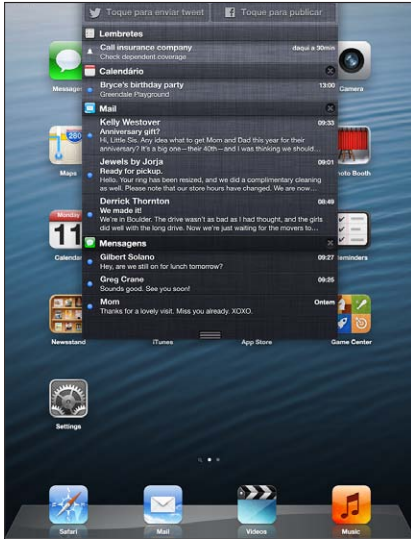 Toque para enviar tweet
Toque para publicar
Lembretes
Call insurance company daqui a 90min
Check dependent coverage
Calendário
Bryce's birthday party 13:00
Greendale Playground
Mail
Kelly Westover 09:33
Anniversary gift?
Hi, Little Sis. Any idea what to get Mom and Dad this year for their
anniversary? It's a big one—their 40th—and I was thinking we should...
Jewels by Jorja 09:01
Ready for pickup.
Hello. Your ring has been resized, and we did a complimentary cleaning
as well. Please note that our store hours have changed. We are now...
Derrick Thornton 08:49
We made it!
We're in Boulder. The drive wasn't as bad as I had thought, and the girls
did well with the long drive. Now we're just waiting for the movers to...
Mensagens
Gilbert Solano 09:27
Hey, are we still on for lunch tomorrow?
Greg Crane 09:26
Sounds good. See you soon!
Mom Ontem
Thanks for a lovely visit. Miss you already. XOXO.
Messages
Camera
280
Maps
Photo Booth
Monday
11
Calendar
Reminders
Newsstand
iTunes
App Store
Game Center
Settings
Safari
Mail
Videos
Music